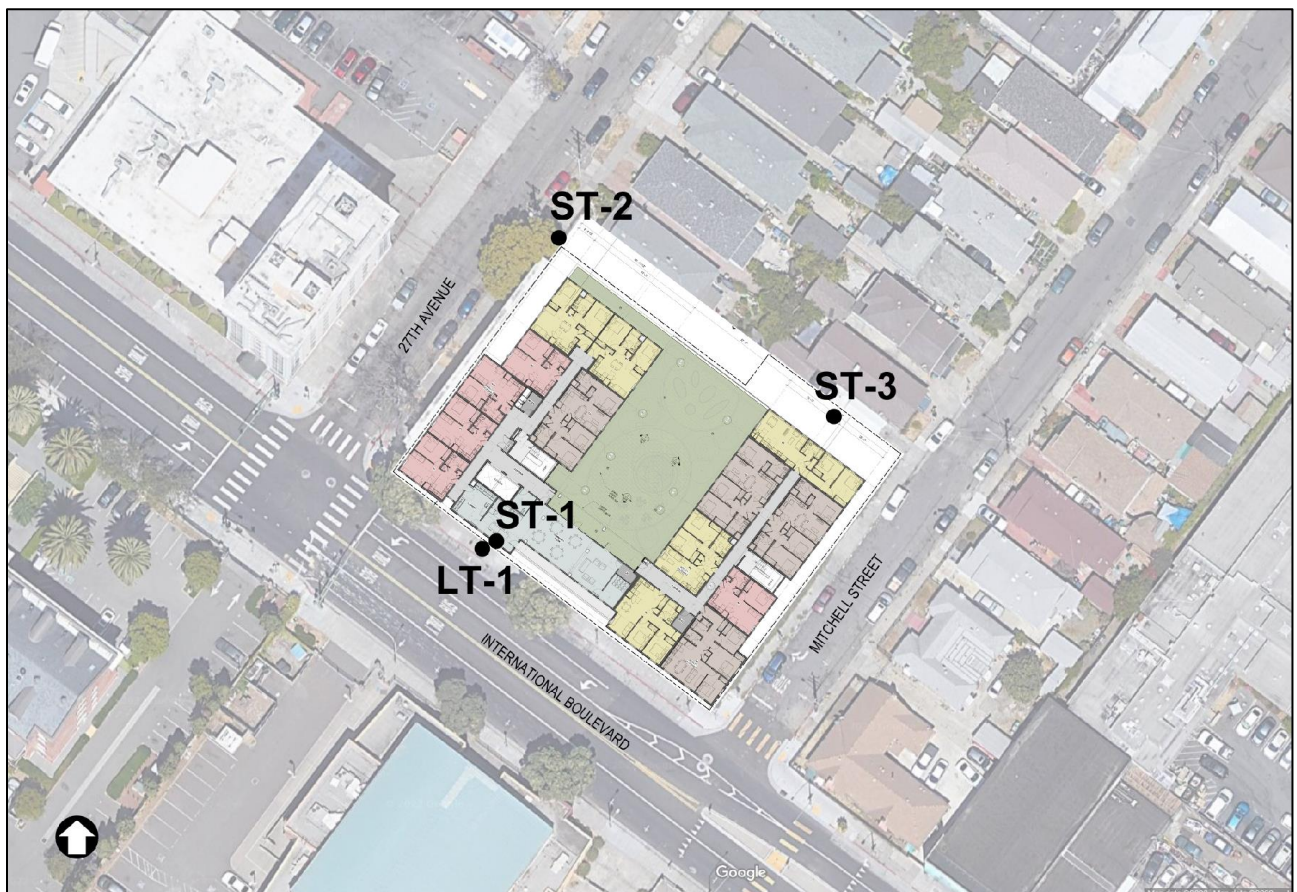 ST-2
27TH AVENUE
ST-3
ST-1
LT-1
MITCHELL STREET
INTERNATIONAL BOULEVARD
Google